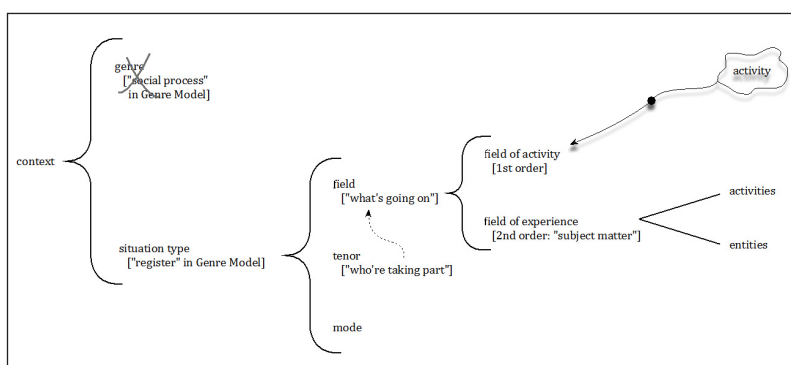 genre
["social process"
in Genre Model]
context
situation type
["register" in Genre Model]
field
["what's going on"]
tenor
["who're taking part"]
mode
field of activity
[1st order]
field of experience
[2nd order: "subject matter"]
activity
activities
entities